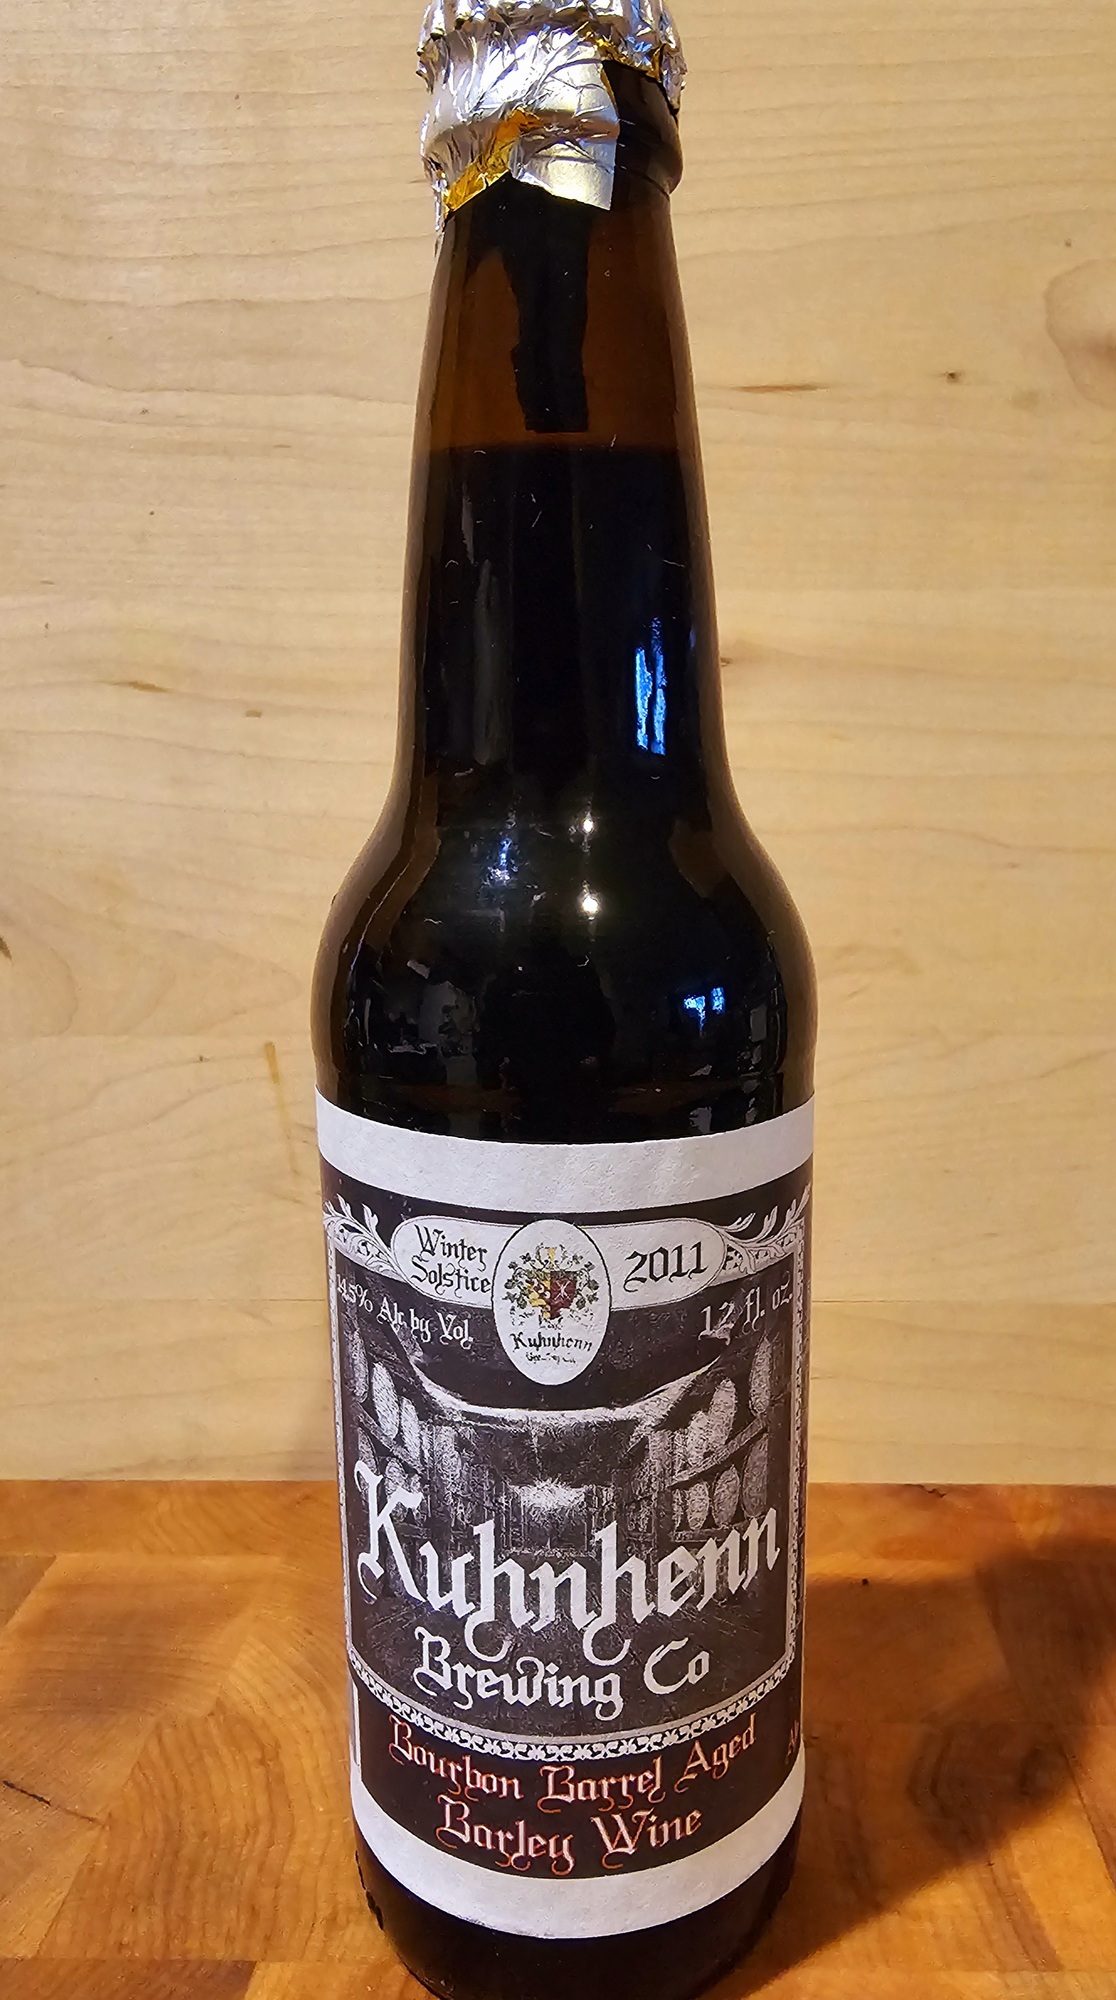 Winter
Solstice
2011
14.5% Alc. by Vol.
12 fl. oz.
Kuhnhenn
Kuhnhenn
Brewing Co
Bourbon Barrel Aged
Barley Wine